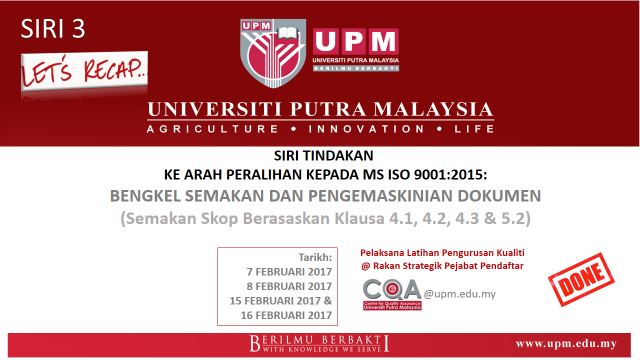 SIRI 3
LET'S RECAP...
UPM
UPM
UNIVERSITI PUTRA MALAYSIA
BERILMU BERBAKTI
UNIVERSITI PUTRA MALAYSIA
AGRICULTURE • INNOVATION • LIFE
SIRI TINDAKAN
KE ARAH PERALIHAN KEPADA MS ISO 9001:2015:
BENGKEL SEMAKAN DAN PENGEMASKINIAN DOKUMEN
(Semakan Skop Berasaskan Klausa 4.1, 4.2, 4.3 & 5.2)
Tarikh:
7 FEBRUARI 2017
8 FEBRUARI 2017
15 FEBRUARI 2017 &
16 FEBRUARI 2017
Pelaksana Latihan Pengurusan Kualiti
@ Rakan Strategik Pejabat Pendaftar
CQA
Centre for Quality Assurance
Universiti Putra Malaysia
@upm.edu.my
DONE
BERILMU BERBAKTI
WITH KNOWLEDGE WE SERVE
www.upm.edu.my